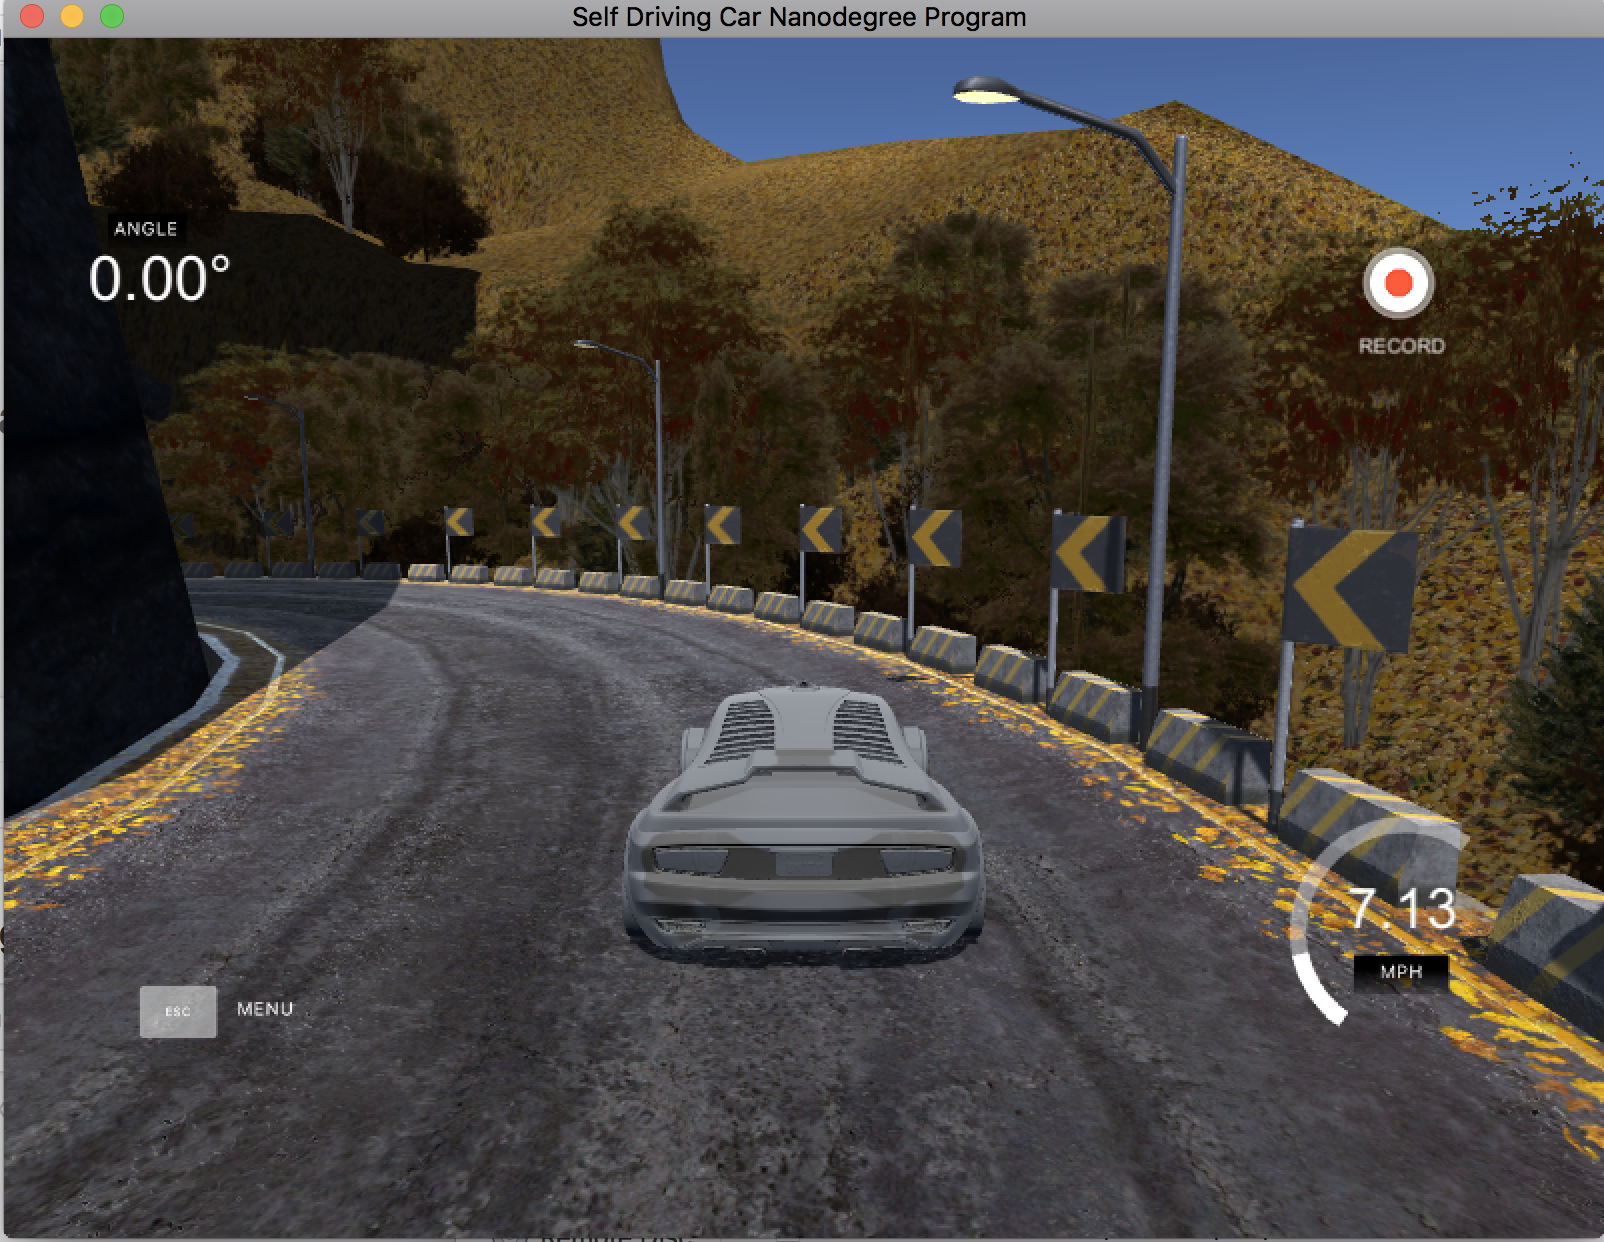 Self Driving Car Nanodegree Program
ANGLE
0.00°
RECORD
7.13
MPH
ESC
MENU